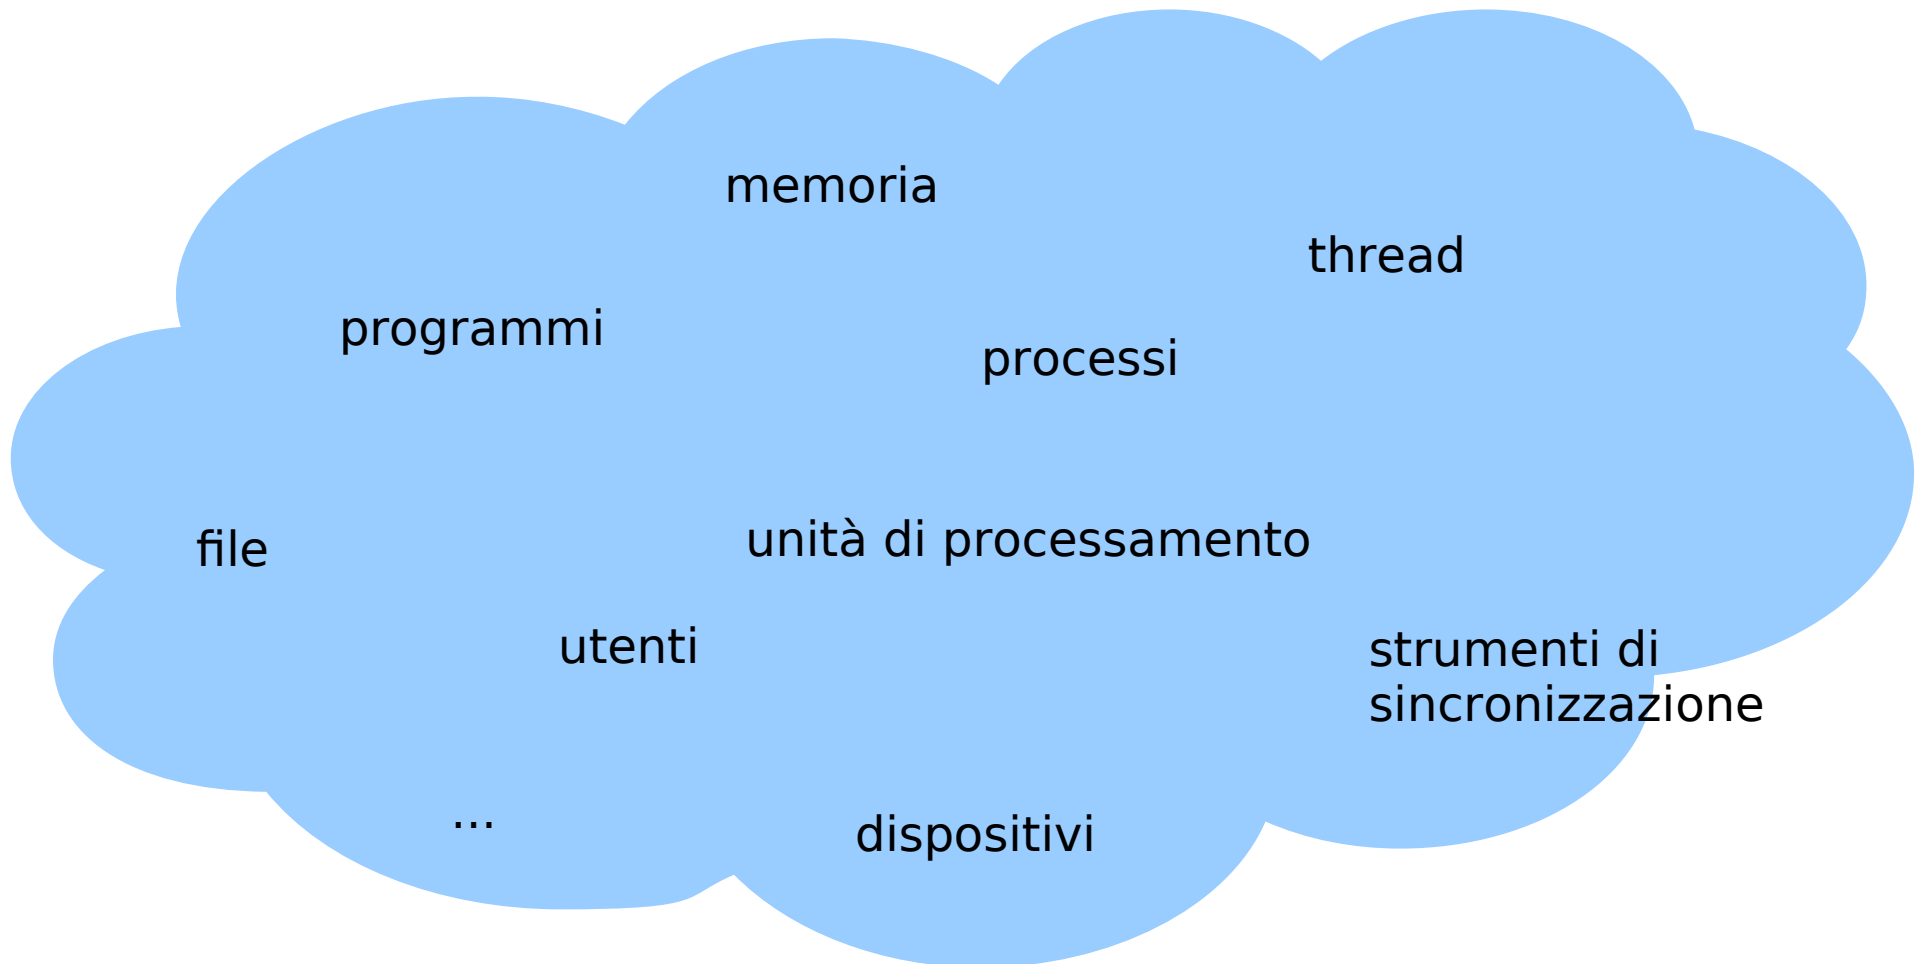 memoria
thread
programmi
processi
unità di processamento
file
utenti
strumenti di
sincronizzazione
...
dispositivi